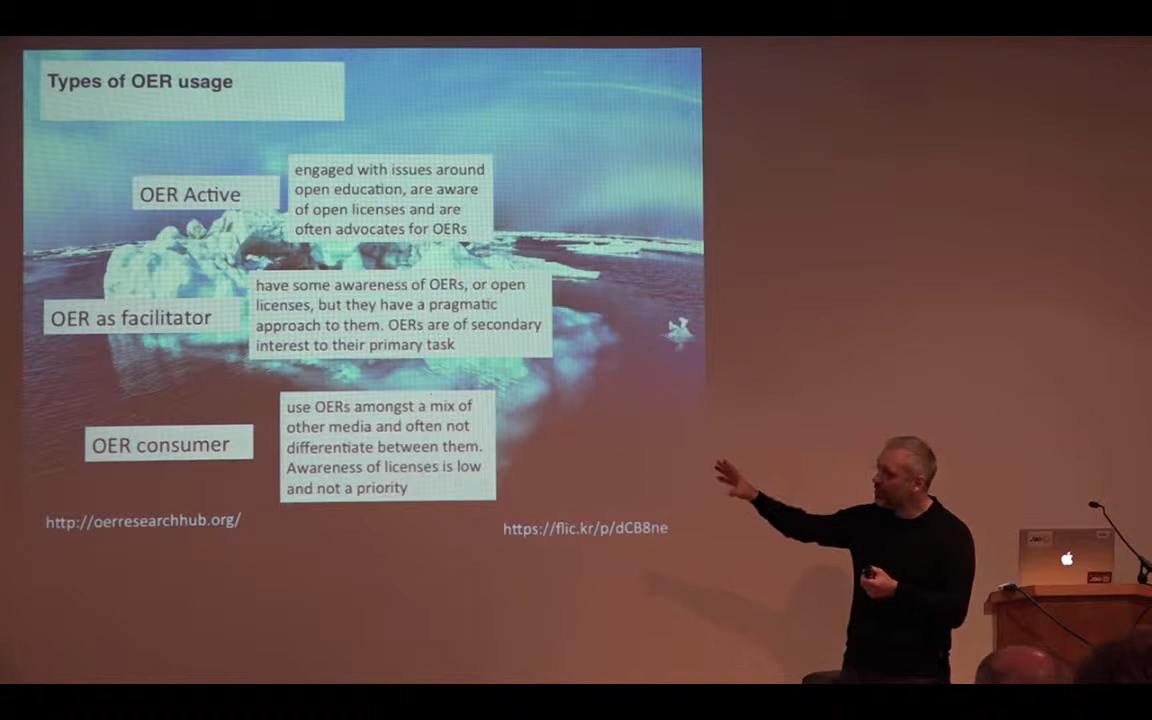 Types of OER usage
OER Active
engaged with issues around
open education, are aware
of open licenses and are
often advocates for OERs
OER as facilitator
have some awareness of OERs, or open
licenses, but they have a pragmatic
approach to them. OERs are of secondary
interest to their primary task
OER consumer
use OERs amongst a mix of
other media and often not
differentiate between them.
Awareness of licenses is low
and not a priority
http://oerresearchhub.org/
https://flic.kr/p/dCB8ne